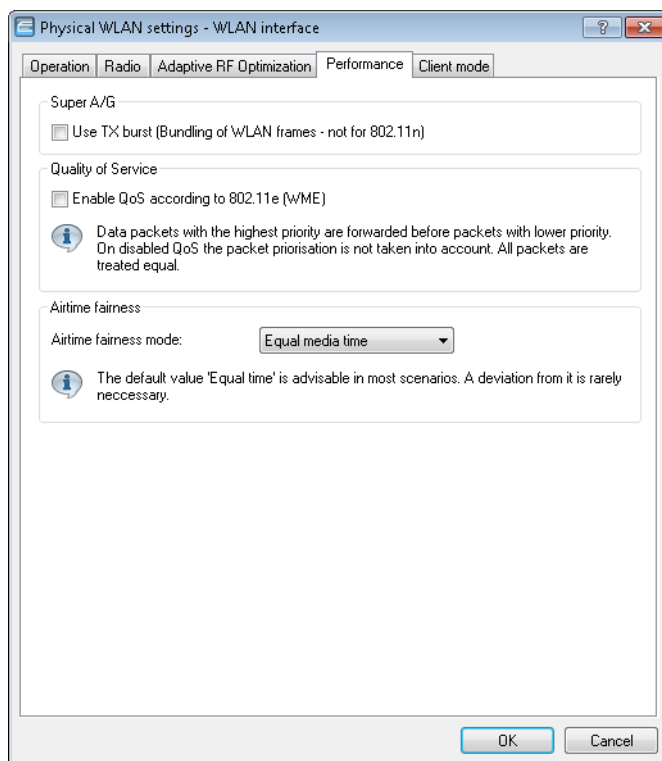 Physical WLAN settings - WLAN interface
Operation Radio Adaptive RF Optimization Performance Client mode
Super A/G
Use TX burst (Bundling of WLAN frames - not for 802.11n)
Quality of Service
Enable QoS according to 802.11e (WME)
Data packets with the highest priority are forwarded before packets with lower priority.
On disabled QoS the packet priorisation is not taken into account. All packets are
treated equal.
Airtime fairness
Airtime fairness mode: Equal media time
The default value 'Equal time' is advisable in most scenarios. A deviation from it is rarely
neccessary.
OK Cancel